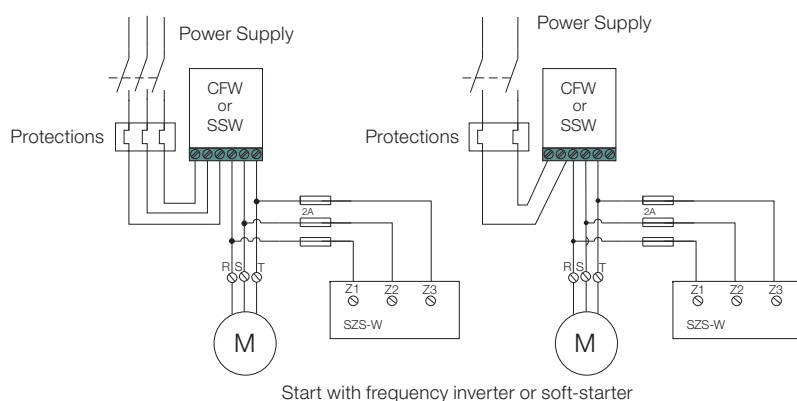 Power Supply
CFW
or
SSW
Protections
2A
R S T
Z1 Z2 Z3
SZS-W
M
Power Supply
CFW
or
SSW
Protections
2A
R S T
Z1 Z2 Z3
SZS-W
M
Start with frequency inverter or soft-starter